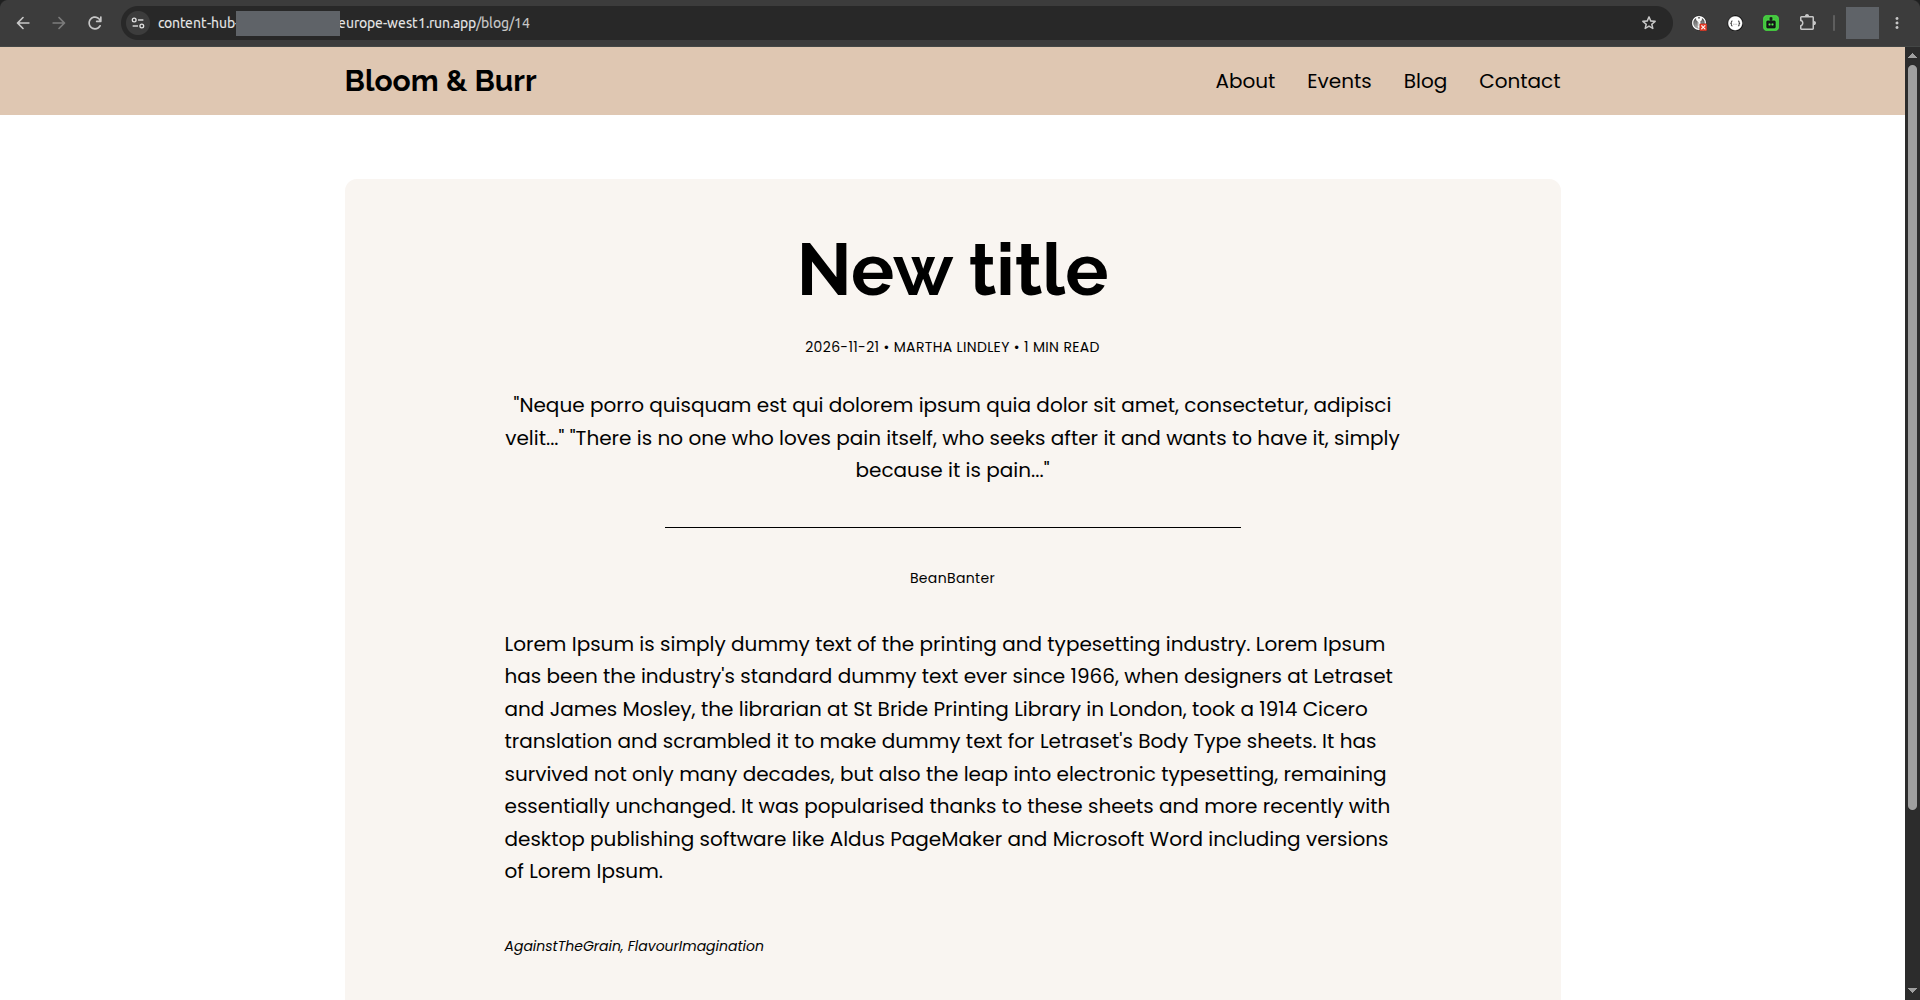 content-hub-europe-west1.run.app/blog/14
Bloom & Burr
About Events Blog Contact
New title
2026-11-21 • MARTHA LINDLEY • 1 MIN READ
"Neque porro quisquam est qui dolorem ipsum quia dolor sit amet, consectetur, adipisci
velit..." "There is no one who loves pain itself, who seeks after it and wants to have it, simply
because it is pain..."
BeanBanter
Lorem Ipsum is simply dummy text of the printing and typesetting industry. Lorem Ipsum
has been the industry's standard dummy text ever since 1966, when designers at Letraset
and James Mosley, the librarian at St Bride Printing Library in London, took a 1914 Cicero
translation and scrambled it to make dummy text for Letraset's Body Type sheets. It has
survived not only many decades, but also the leap into electronic typesetting, remaining
essentially unchanged. It was popularised thanks to these sheets and more recently with
desktop publishing software like Aldus PageMaker and Microsoft Word including versions
of Lorem Ipsum.
AgainstTheGrain, FlavourImagination